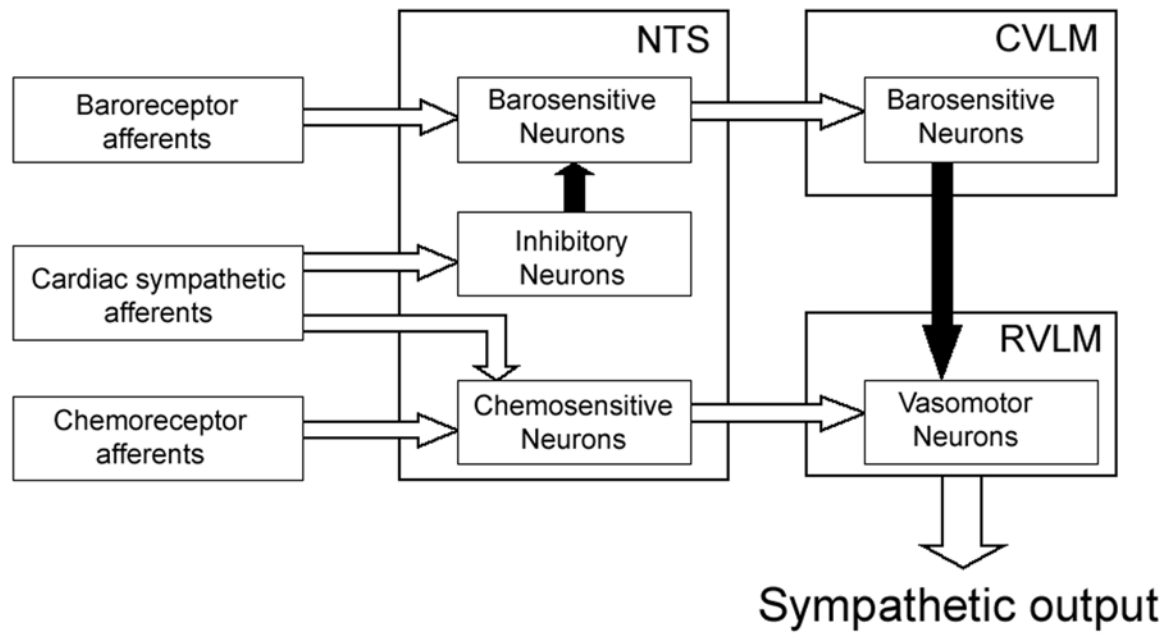 NTS
CVLM
Baroreceptor
afferents
Barosensitive
Neurons
Barosensitive
Neurons
Cardiac sympathetic
afferents
Inhibitory
Neurons
RVLM
Chemoreceptor
afferents
Chemosensitive
Neurons
Vasomotor
Neurons
Sympathetic output